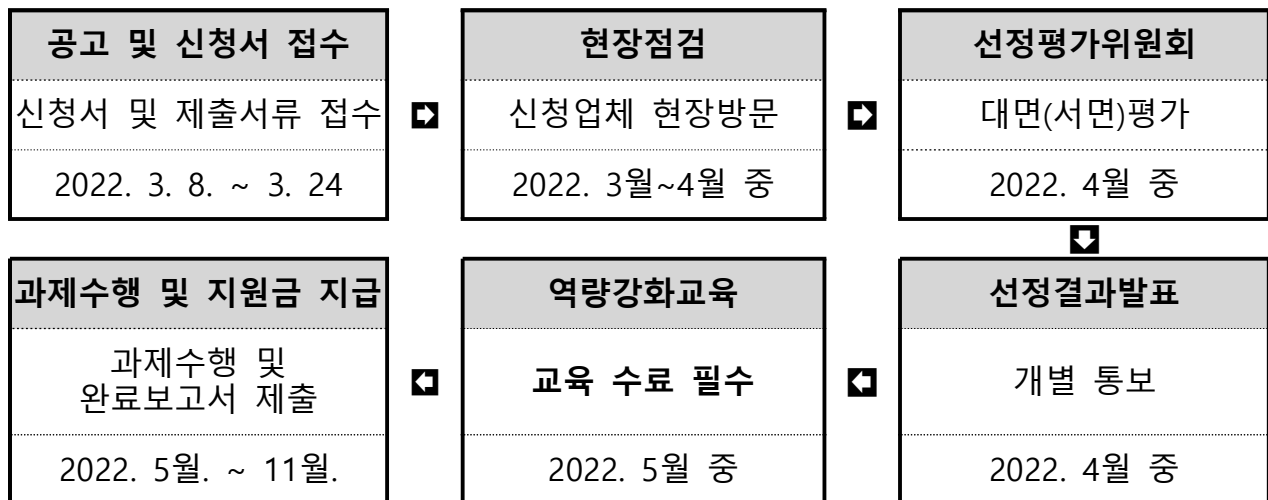 공고 및 신청서 접수
신청서 및 제출서류 접수
2022. 3. 8. ~ 3. 24
현장점검
신청업체 현장방문
2022. 3월~4월 중
선정평가위원회
대면(서면)평가
2022. 4월 중
선정결과발표
개별 통보
2022. 4월 중
역량강화교육
교육 수료 필수
2022. 5월 중
과제수행 및 지원금 지급
과제수행 및
완료보고서 제출
2022. 5월. ~ 11월.